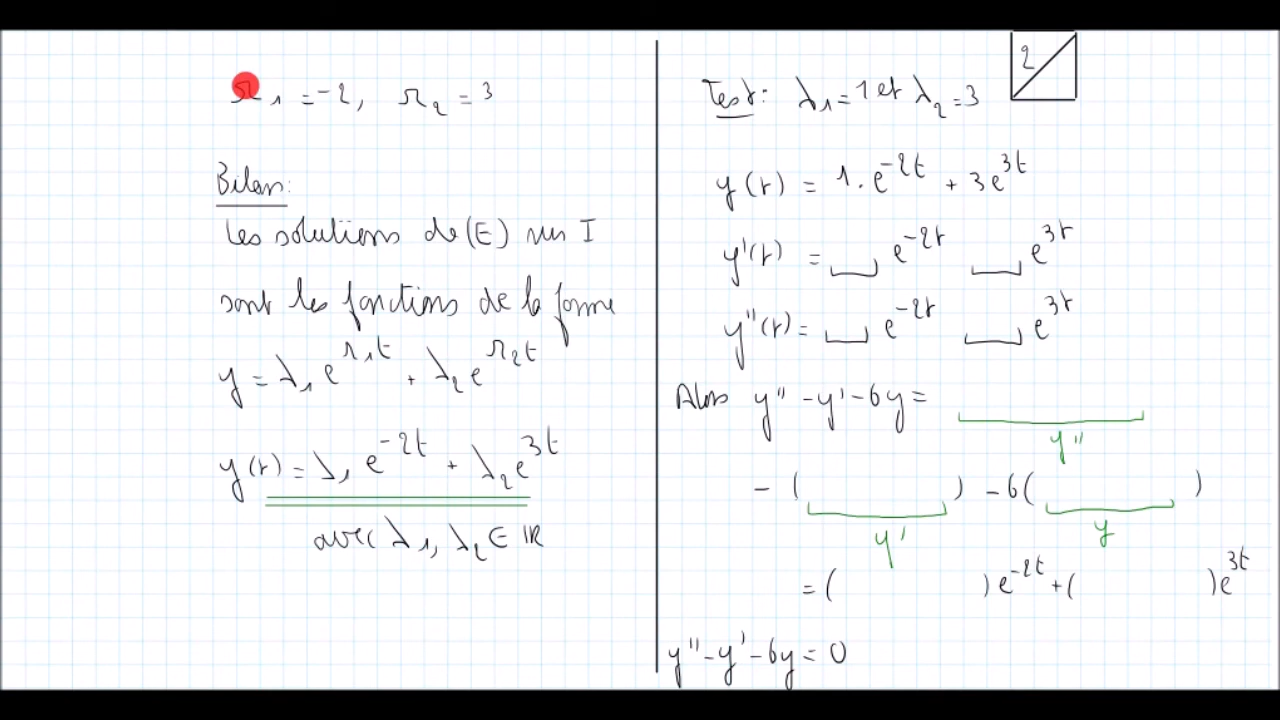 r₁ = -2, r₂ = 3
Bilan:
Les solutions de (E) sur I
sont les fonctions de la forme
y = λ₁ e^{r₁t} + λ₂ e^{r₂t}
y(t) = λ₁ e^{-2t} + λ₂ e^{3t}
avec λ₁, λ₂ ∈ ℝ
2
Test: λ₁ = 1 et λ₂ = 3
y(t) = 1. e^{-2t} + 3e^{3t}
y'(t) = e^{-2t} e^{3t}
y''(t) = e^{-2t} e^{3t}
Alors y'' - y' - 6y =
y''
- ( ) - 6( )
y' y
= ( ) e^{-2t} + ( ) e^{3t}
y'' - y' - 6y = 0